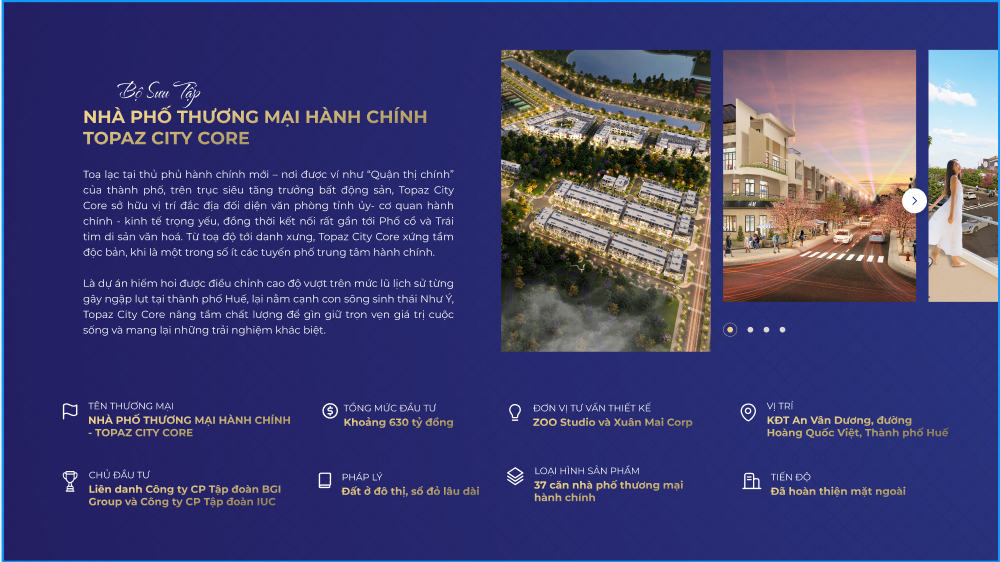 Bộ Sưu Tập
NHÀ PHỐ THƯƠNG MẠI HÀNH CHÍNH
TOPAZ CITY CORE
Toạ lạc tại thủ phủ hành chính mới – nơi được ví như “Quận thị chính”
của thành phố, trên trục siêu tăng trưởng bất động sản, Topaz City
Core sở hữu vị trí đắc địa đối diện văn phòng tỉnh ủy- cơ quan hành
chính - kinh tế trọng yếu, đồng thời kết nối rất gần tới Phố cổ và Trái
tim di sản văn hoá. Từ toạ độ tới danh xưng, Topaz City Core xứng tầm
độc bản, khi là một trong số ít các tuyến phố trung tâm hành chính.
Là dự án hiếm hoi được điều chỉnh cao độ vượt trên mức lũ lịch sử từng
gây ngập lụt tại thành phố Huế, lại nằm cạnh con sông sinh thái Như Ý,
Topaz City Core nâng tầm chất lượng để gìn giữ trọn vẹn giá trị cuộc
sống và mang lại những trải nghiệm khác biệt.
TÊN THƯƠNG MẠI
NHÀ PHỐ THƯƠNG MẠI HÀNH CHÍNH
- TOPAZ CITY CORE
TỔNG MỨC ĐẦU TƯ
Khoảng 630 tỷ đồng
ĐƠN VỊ TƯ VẤN THIẾT KẾ
ZOO Studio và Xuân Mai Corp
VỊ TRÍ
KĐT An Vân Dương, đường
Hoàng Quốc Việt, Thành phố Huế
CHỦ ĐẦU TƯ
Liên danh Công ty CP Tập đoàn BGI
Group và Công ty CP Tập đoàn IUC
PHÁP LÝ
Đất ở đô thị, sổ đỏ lâu dài
LOẠI HÌNH SẢN PHẨM
37 căn nhà phố thương mại
hành chính
TIẾN ĐỘ
Đã hoàn thiện mặt ngoài